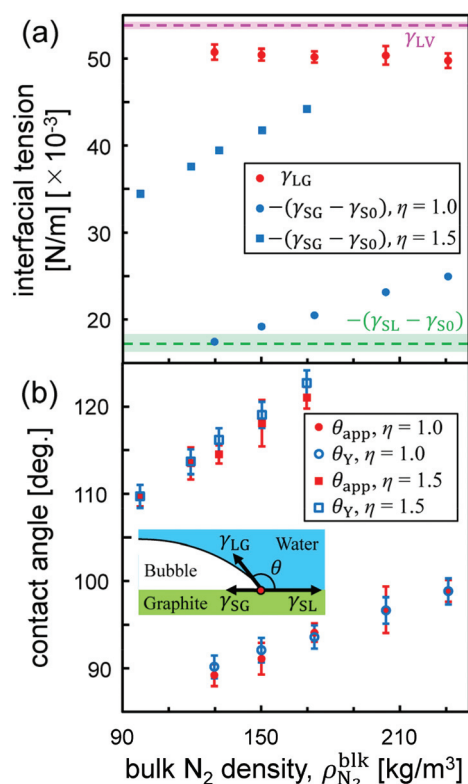 (a)
γLV
50
40
30
20
interfacial tension
[N/m] [× 10⁻³]
γLG
−(γSG − γS0), η = 1.0
−(γSG − γS0), η = 1.5
−(γSL − γS0)
(b)
120
110
100
90
contact angle [deg.]
θapp, η = 1.0
θY, η = 1.0
θapp, η = 1.5
θY, η = 1.5
γLG
Water
θ
Bubble
Graphite
γSG
γSL
90
150
210
bulk N₂ density, ρN₂^blk [kg/m³]